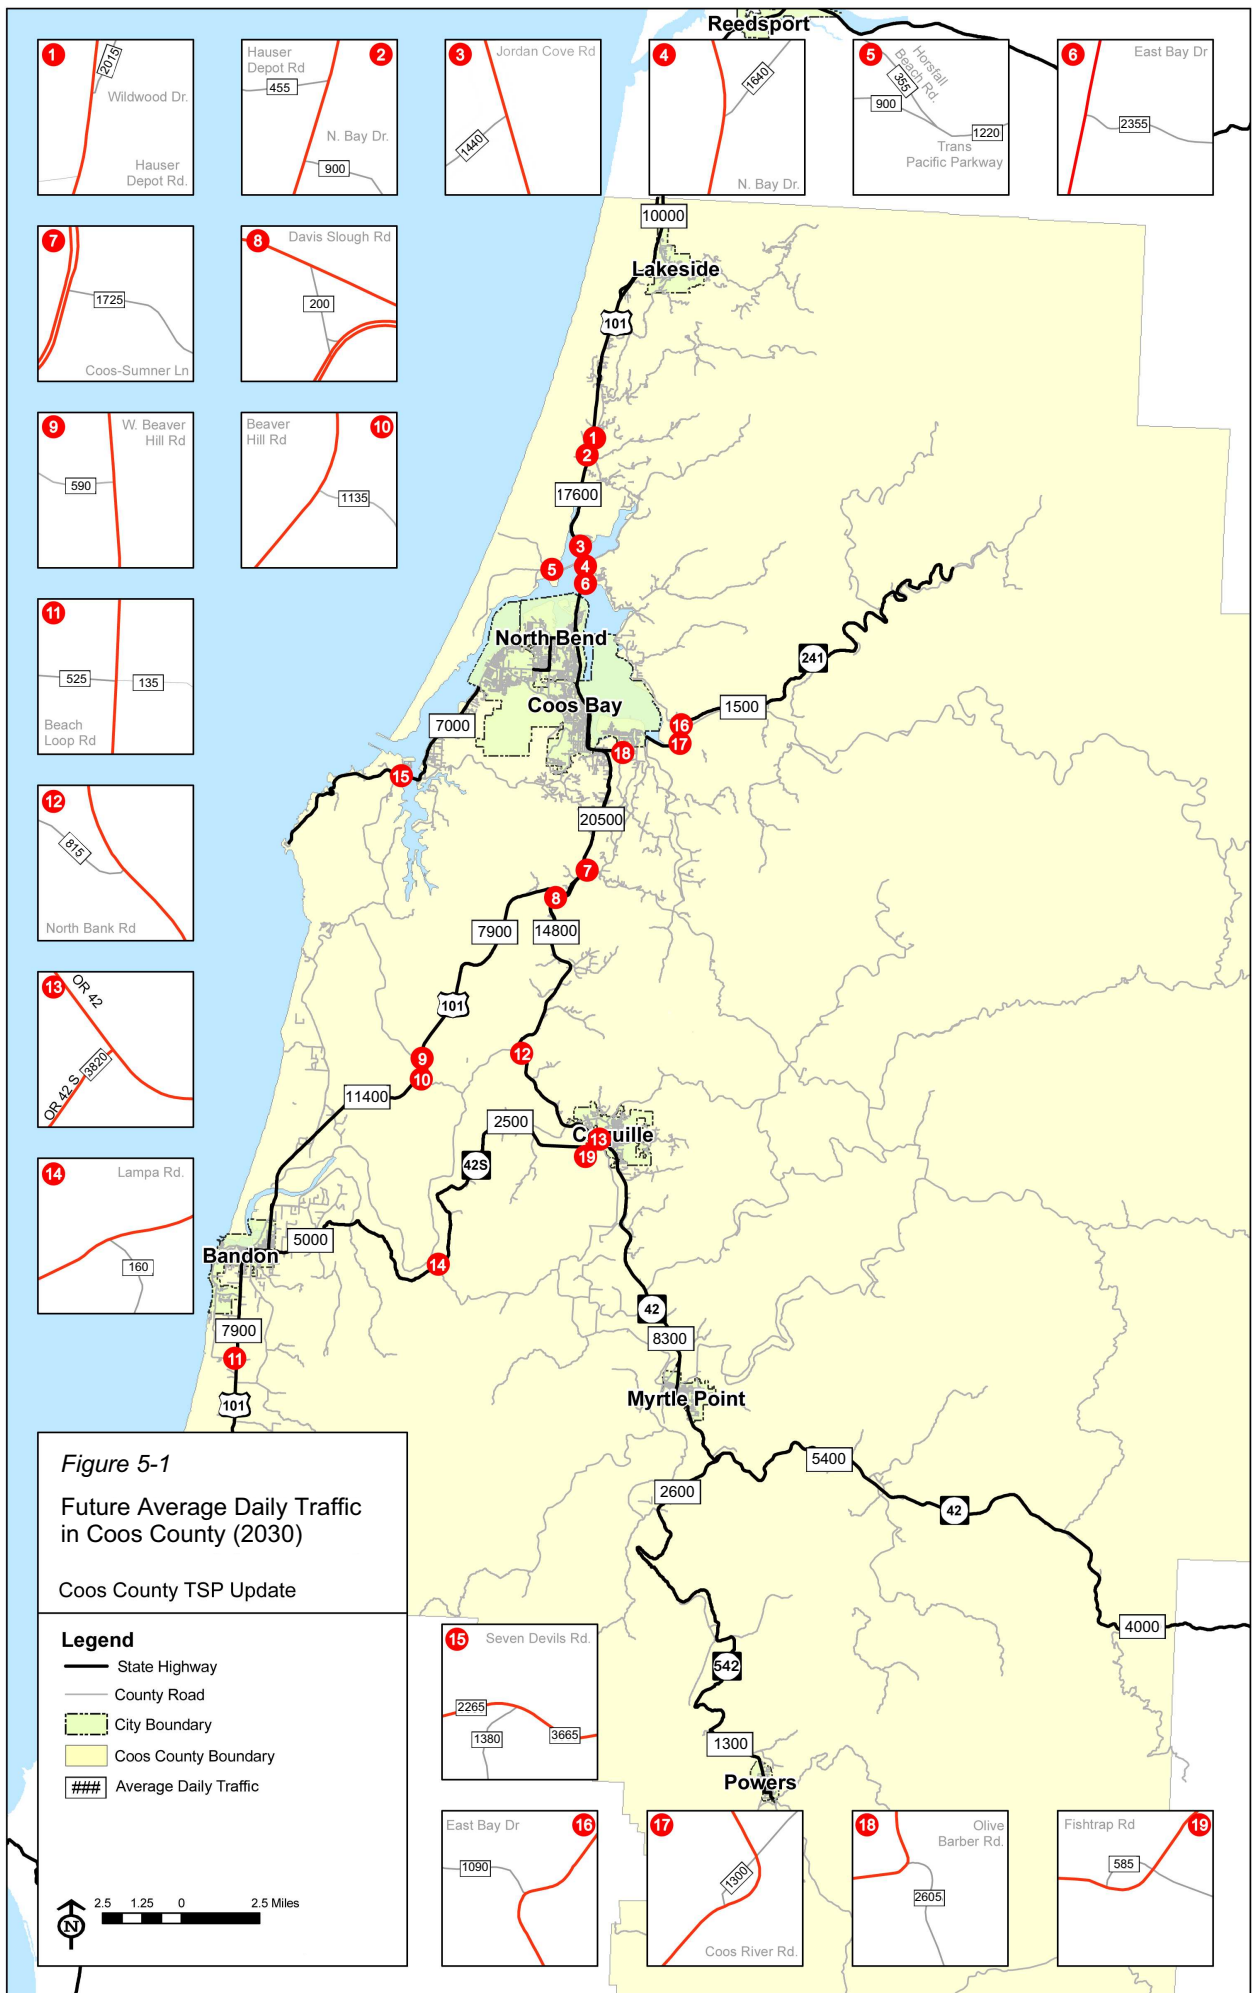 Reedsport
1
2015
Wildwood Dr.
Hauser
Depot Rd.
Hauser
Depot Rd
2
455
N. Bay Dr.
900
3
Jordan Cove Rd
1440
4
1640
N. Bay Dr.
5
Horsfall
Beach Rd.
355
900
1220
Trans
Pacific Parkway
6
East Bay Dr
2355
7
1725
Coos-Sumner Ln
8
Davis Slough Rd
200
9
W. Beaver
Hill Rd
590
Beaver
Hill Rd
10
1135
11
525
135
Beach
Loop Rd
12
815
North Bank Rd
13
OR 42
OR 42 S
3820
14
Lampa Rd.
160
10000
Lakeside
101
1
2
17600
3
4
5
6
North Bend
241
Coos Bay
1500
7000
16
17
18
15
20500
7
8
7900
14800
101
9
10
12
11400
2500
Coquille
13
19
42S
5000
Bandon
14
42
7900
8300
11
101
Myrtle Point
5400
2600
42
4000
542
1300
Powers
Figure 5-1
Future Average Daily Traffic
in Coos County (2030)
Coos County TSP Update
Legend
State Highway
County Road
City Boundary
Coos County Boundary
### Average Daily Traffic
N
2.5 1.25 0 2.5 Miles
15
Seven Devils Rd.
2265
1380
3665
East Bay Dr
16
1090
17
1300
Coos River Rd.
18
Olive
Barber Rd.
2605
Fishtrap Rd
19
585